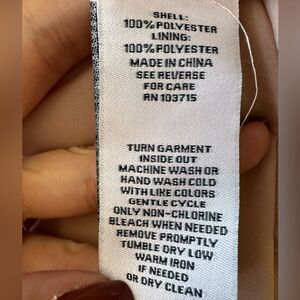 SHELL:
100% POLYESTER
LINING:
100% POLYESTER
MADE IN CHINA
SEE REVERSE
FOR CARE
RN 103715
TURN GARMENT
INSIDE OUT
MACHINE WASH OR
HAND WASH COLD
WITH LIKE COLORS
GENTLE CYCLE
ONLY NON-CHLORINE
BLEACH WHEN NEEDED
REMOVE PROMPTLY
TUMBLE DRY LOW
WARM IRON
IF NEEDED
OR DRY CLEAN